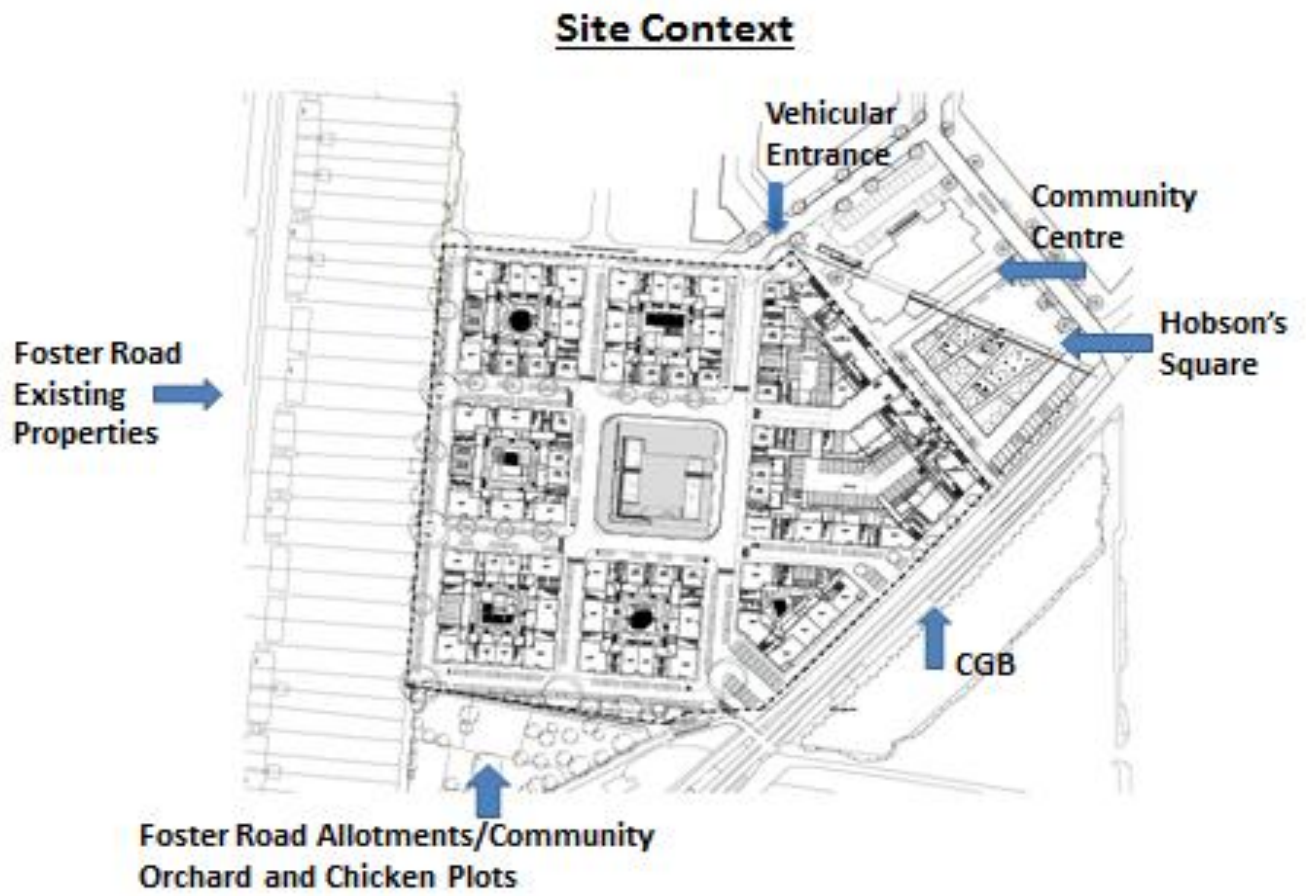 Site Context
Vehicular
Entrance
Community
Centre
Hobson's
Square
Foster Road
Existing
Properties
CGB
Foster Road Allotments/Community
Orchard and Chicken Plots